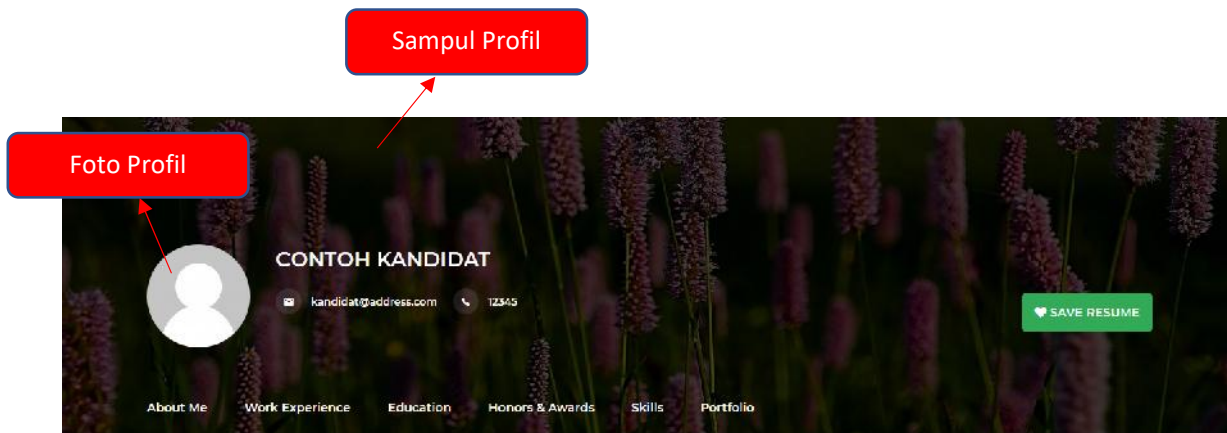 Sampul Profil
Foto Profil
CONTOH KANDIDAT
kandidat@address.com 12345
SAVE RESUME
About Me Work Experience Education Honors & Awards Skills Portfolio